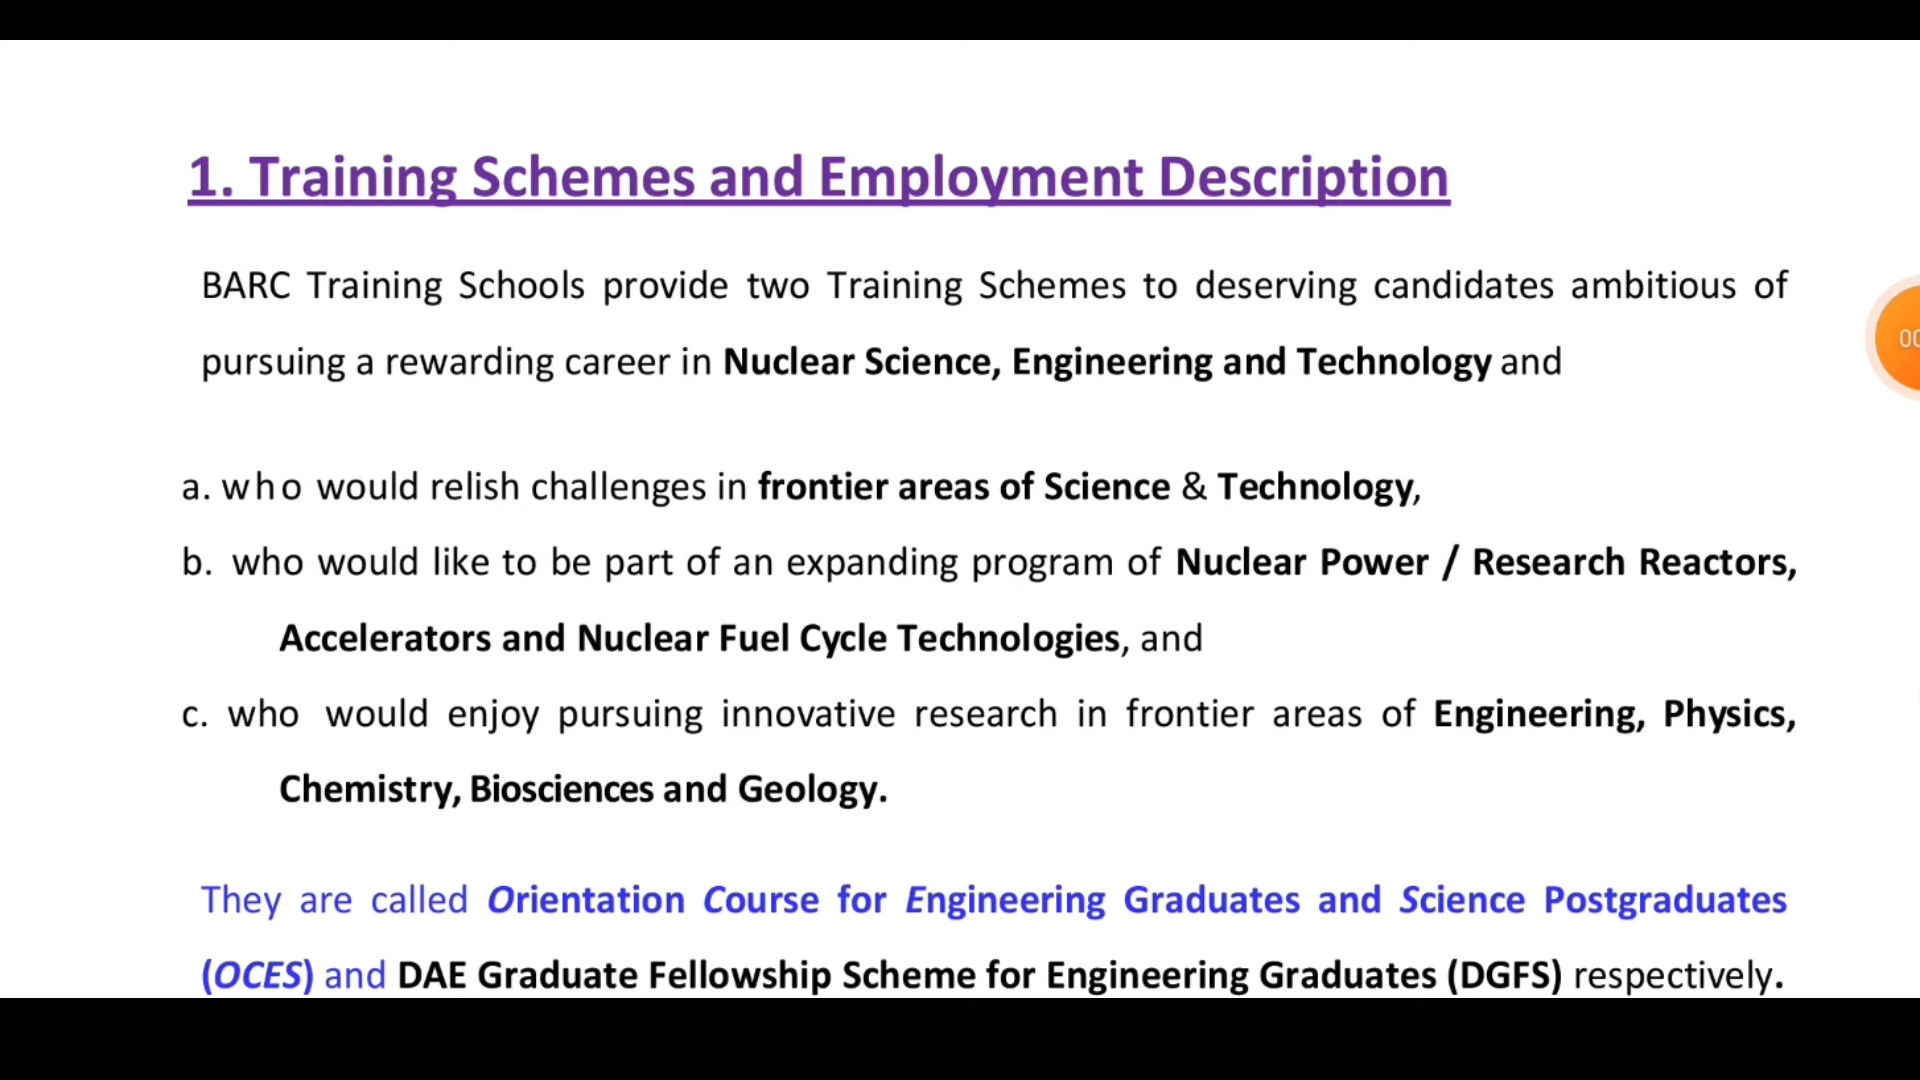 1. Training Schemes and Employment Description
BARC Training Schools provide two Training Schemes to deserving candidates ambitious of
pursuing a rewarding career in Nuclear Science, Engineering and Technology and
a. who would relish challenges in frontier areas of Science & Technology,
b. who would like to be part of an expanding program of Nuclear Power / Research Reactors,
Accelerators and Nuclear Fuel Cycle Technologies, and
c. who would enjoy pursuing innovative research in frontier areas of Engineering, Physics,
Chemistry, Biosciences and Geology.
They are called Orientation Course for Engineering Graduates and Science Postgraduates
(OCES) and DAE Graduate Fellowship Scheme for Engineering Graduates (DGFS) respectively.